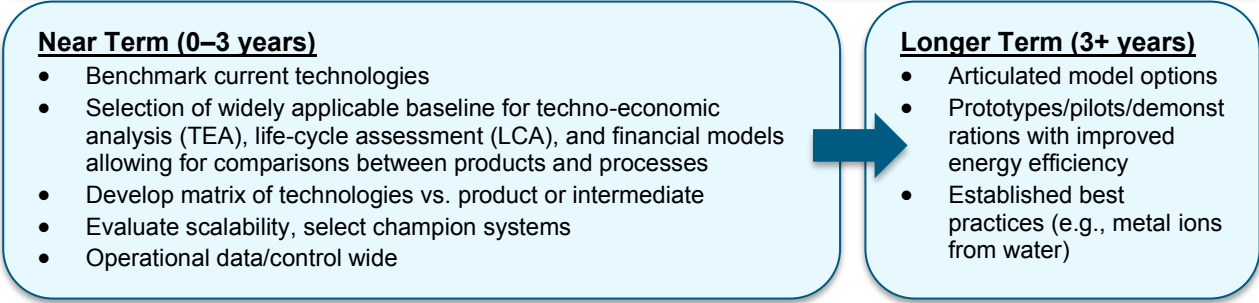 Near Term (0–3 years)
• Benchmark current technologies
• Selection of widely applicable baseline for techno-economic
analysis (TEA), life-cycle assessment (LCA), and financial models
allowing for comparisons between products and processes
• Develop matrix of technologies vs. product or intermediate
• Evaluate scalability, select champion systems
• Operational data/control wide
Longer Term (3+ years)
• Articulated model options
• Prototypes/pilots/demonst
rations with improved
energy efficiency
• Established best
practices (e.g., metal ions
from water)